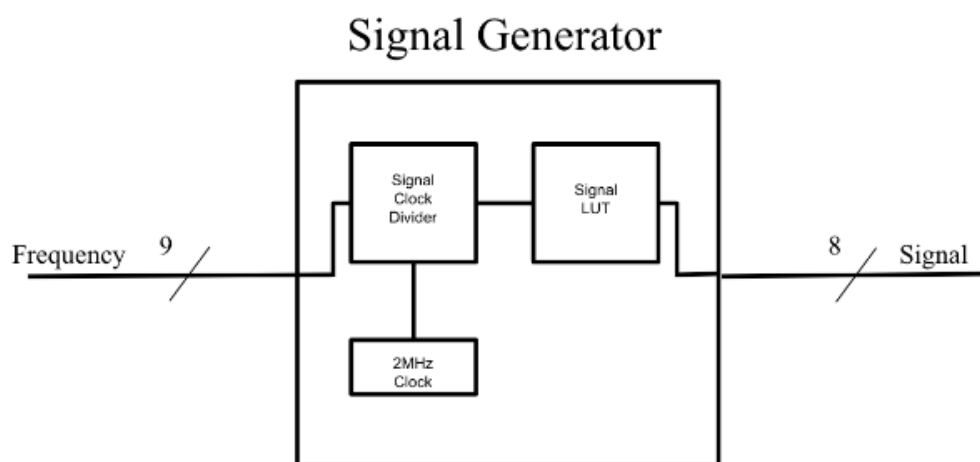 Signal Generator
Signal
Clock
Divider
Signal
LUT
Frequency
9
8
Signal
2MHz
Clock